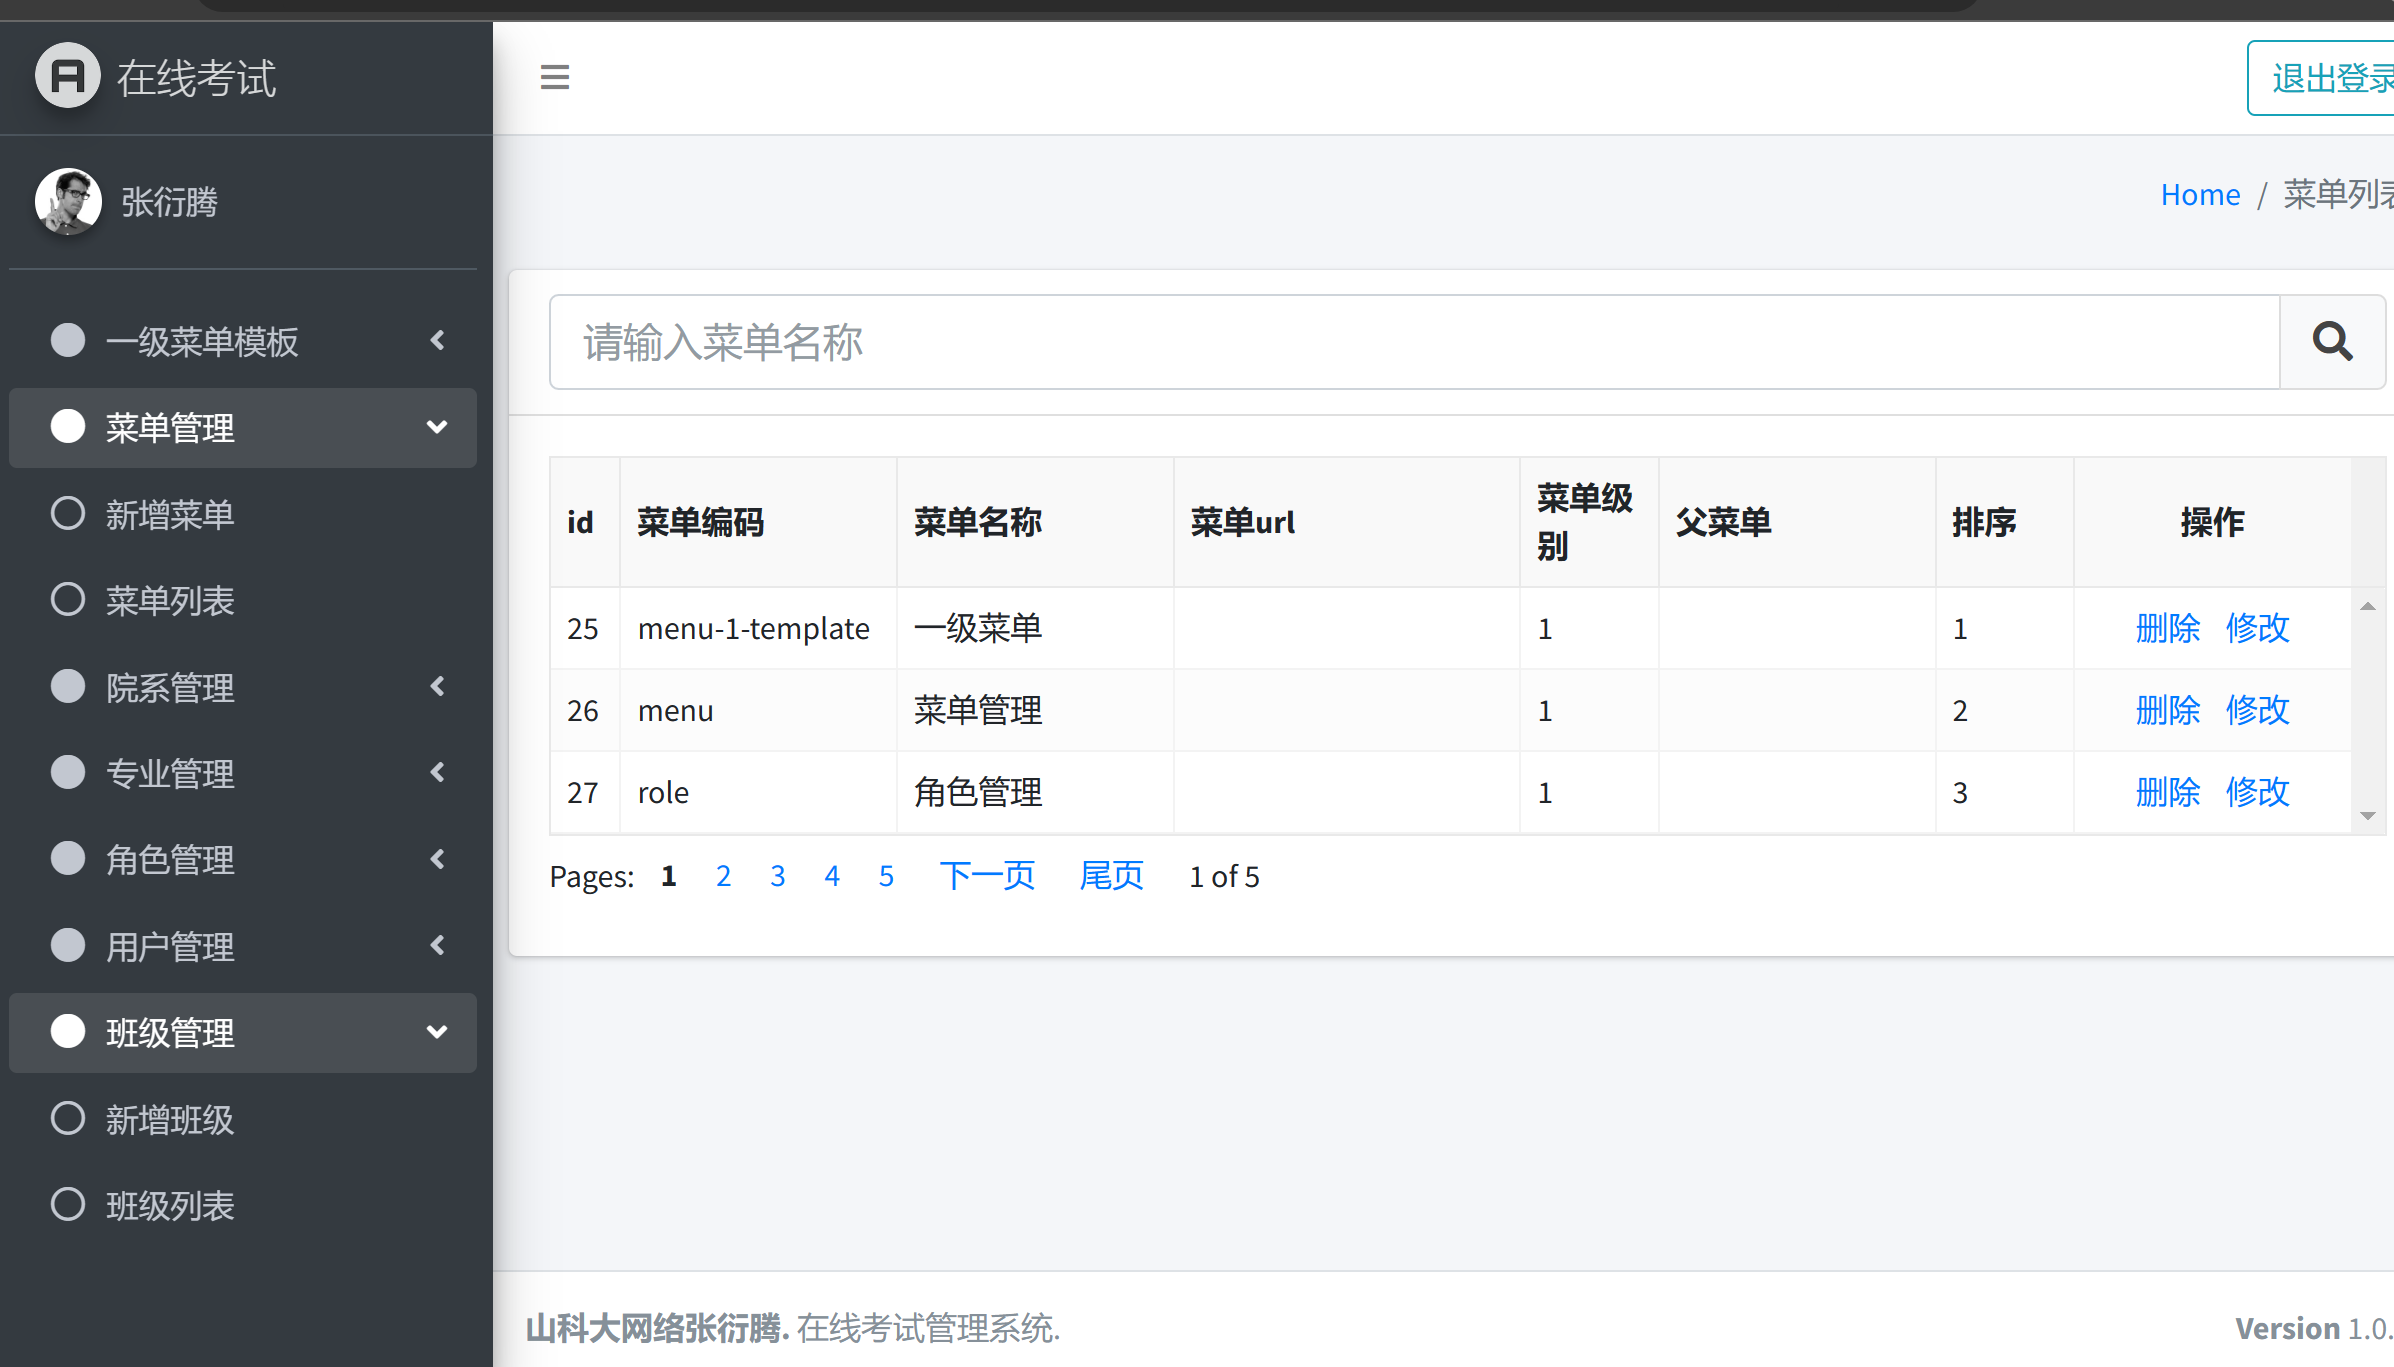 在线考试
张衍腾
一级菜单模板
菜单管理
新增菜单
菜单列表
院系管理
专业管理
角色管理
用户管理
班级管理
新增班级
班级列表
退出登录
Home / 菜单列表
请输入菜单名称
id 菜单编码 菜单名称 菜单url 菜单级别 父菜单 排序 操作
25 menu-1-template 一级菜单 1 1 删除 修改
26 menu 菜单管理 1 2 删除 修改
27 role 角色管理 1 3 删除 修改
Pages: 1 2 3 4 5 下一页 尾页 1 of 5
山科大网络张衍腾. 在线考试管理系统.
Version 1.0.